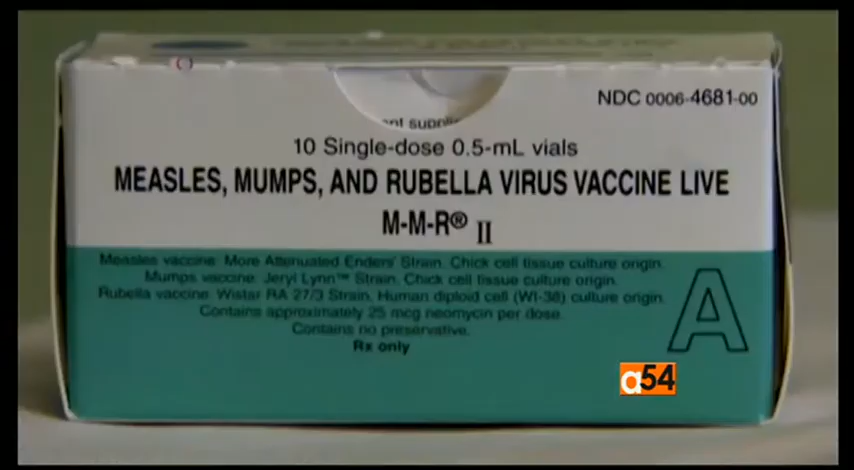 NDC 0006-4681-00
10 Single-dose 0.5-mL vials
MEASLES, MUMPS, AND RUBELLA VIRUS VACCINE LIVE
M-M-R® II
Measles vaccine: More Attenuated Enders' Strain, Chick cell tissue culture origin.
Mumps vaccine: Jeryl Lynn™ Strain, Chick cell tissue culture origin.
Rubella vaccine: Wistar RA 27/3 Strain, Human diploid cell (WI-38) culture origin.
Contains approximately 25 mcg neomycin per dose.
Contains no preservative.
Rx only
A
a54